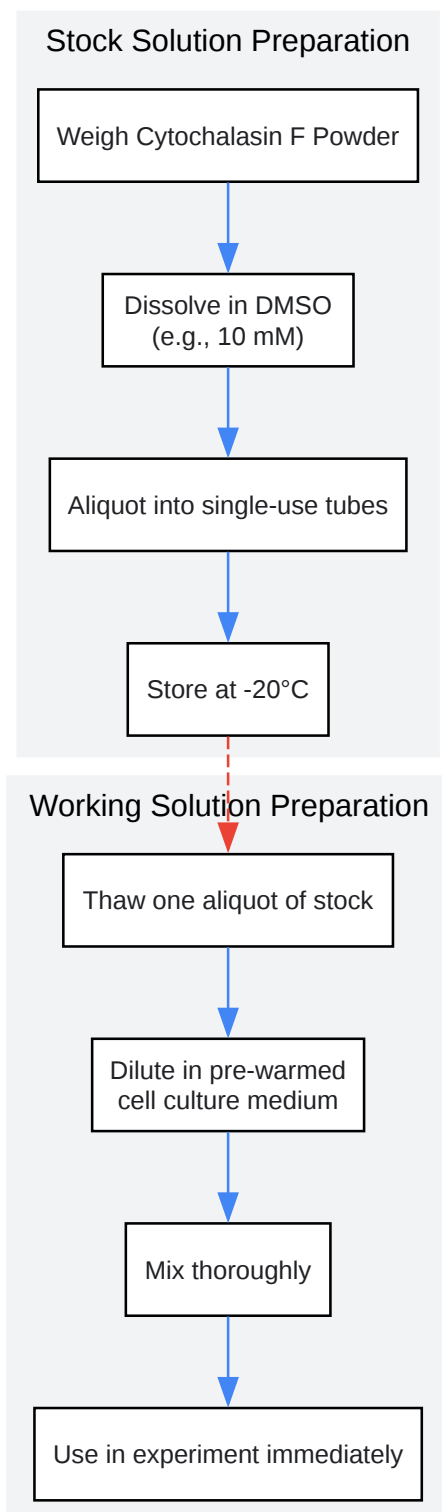 Stock Solution Preparation
Weigh Cytochalasin F Powder
Dissolve in DMSO
(e.g., 10 mM)
Aliquot into single-use tubes
Store at -20°C
Working Solution Preparation
Thaw one aliquot of stock
Dilute in pre-warmed
cell culture medium
Mix thoroughly
Use in experiment immediately